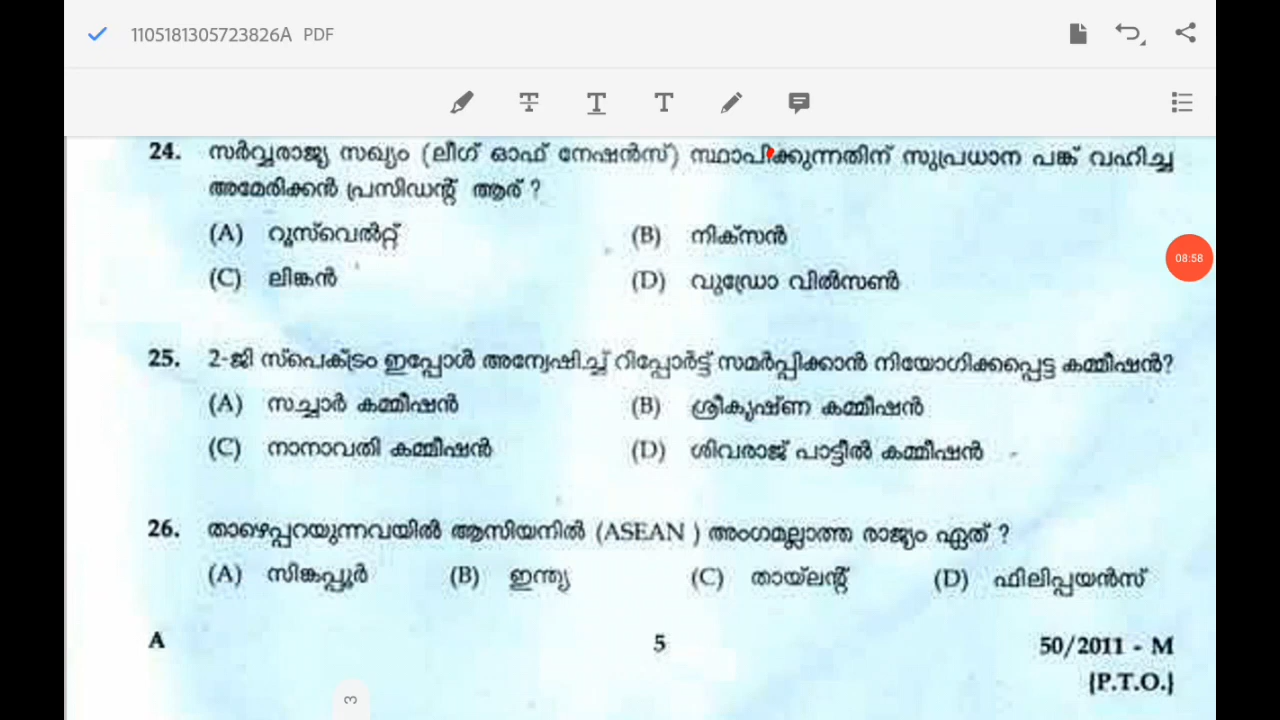 1105181305723826A PDF
24. സർവ്വരാജ്യ സഖ്യം (ലീഗ് ഓഫ് നേഷൻസ്) സ്ഥാപിക്കുന്നതിന് സുപ്രധാന പങ്ക് വഹിച്ച
അമേരിക്കൻ പ്രസിഡന്റ് ആര് ?
(A) റൂസ്‌വെൽറ്റ് (B) നിക്സൻ
(C) ലിങ്കൻ (D) വുഡ്രോ വിൽസൺ
08:58
25. 2-ജി സ്പെക്ട്രം ഇപ്പോൾ അന്വേഷിച്ച് റിപ്പോർട്ട് സമർപ്പിക്കാൻ നിയോഗിക്കപ്പെട്ട കമ്മീഷൻ?
(A) സച്ചാർ കമ്മീഷൻ (B) ശ്രീകൃഷ്ണ കമ്മീഷൻ
(C) നാനാവതി കമ്മീഷൻ (D) ശിവരാജ് പാട്ടീൽ കമ്മീഷൻ
26. താഴെപ്പറയുന്നവയിൽ ആസിയനിൽ (ASEAN ) അംഗമല്ലാത്ത രാജ്യം ഏത് ?
(A) സിങ്കപ്പൂർ (B) ഇന്ത്യ (C) തായ്‌ലന്റ് (D) ഫിലിപ്പയൻസ്
A 5 50/2011 - M
{P.T.O.}
3